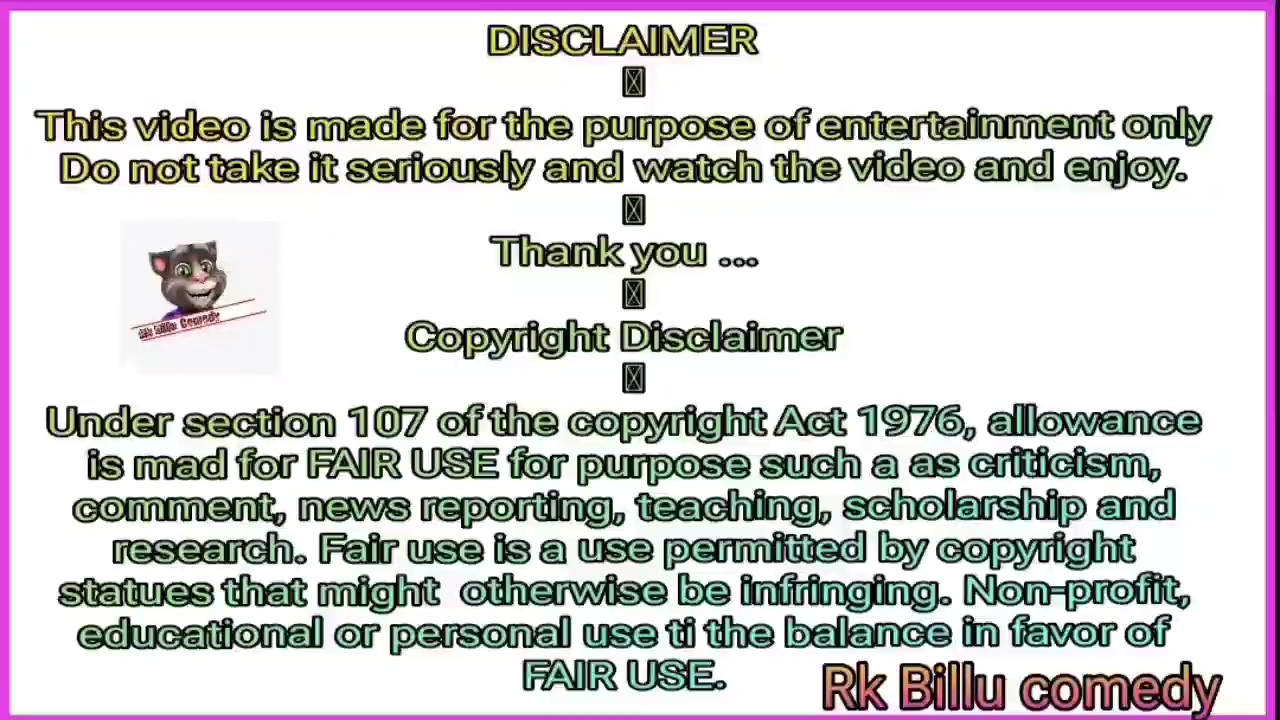 DISCLAIMER
This video is made for the purpose of entertainment only
Do not take it seriously and watch the video and enjoy.
Thank you ...
Rk Billu Comedy
Copyright Disclaimer
Under section 107 of the copyright Act 1976, allowance
is mad for FAIR USE for purpose such a as criticism,
comment, news reporting, teaching, scholarship and
research. Fair use is a use permitted by copyright
statues that might otherwise be infringing. Non-profit,
educational or personal use ti the balance in favor of
FAIR USE.
Rk Billu comedy